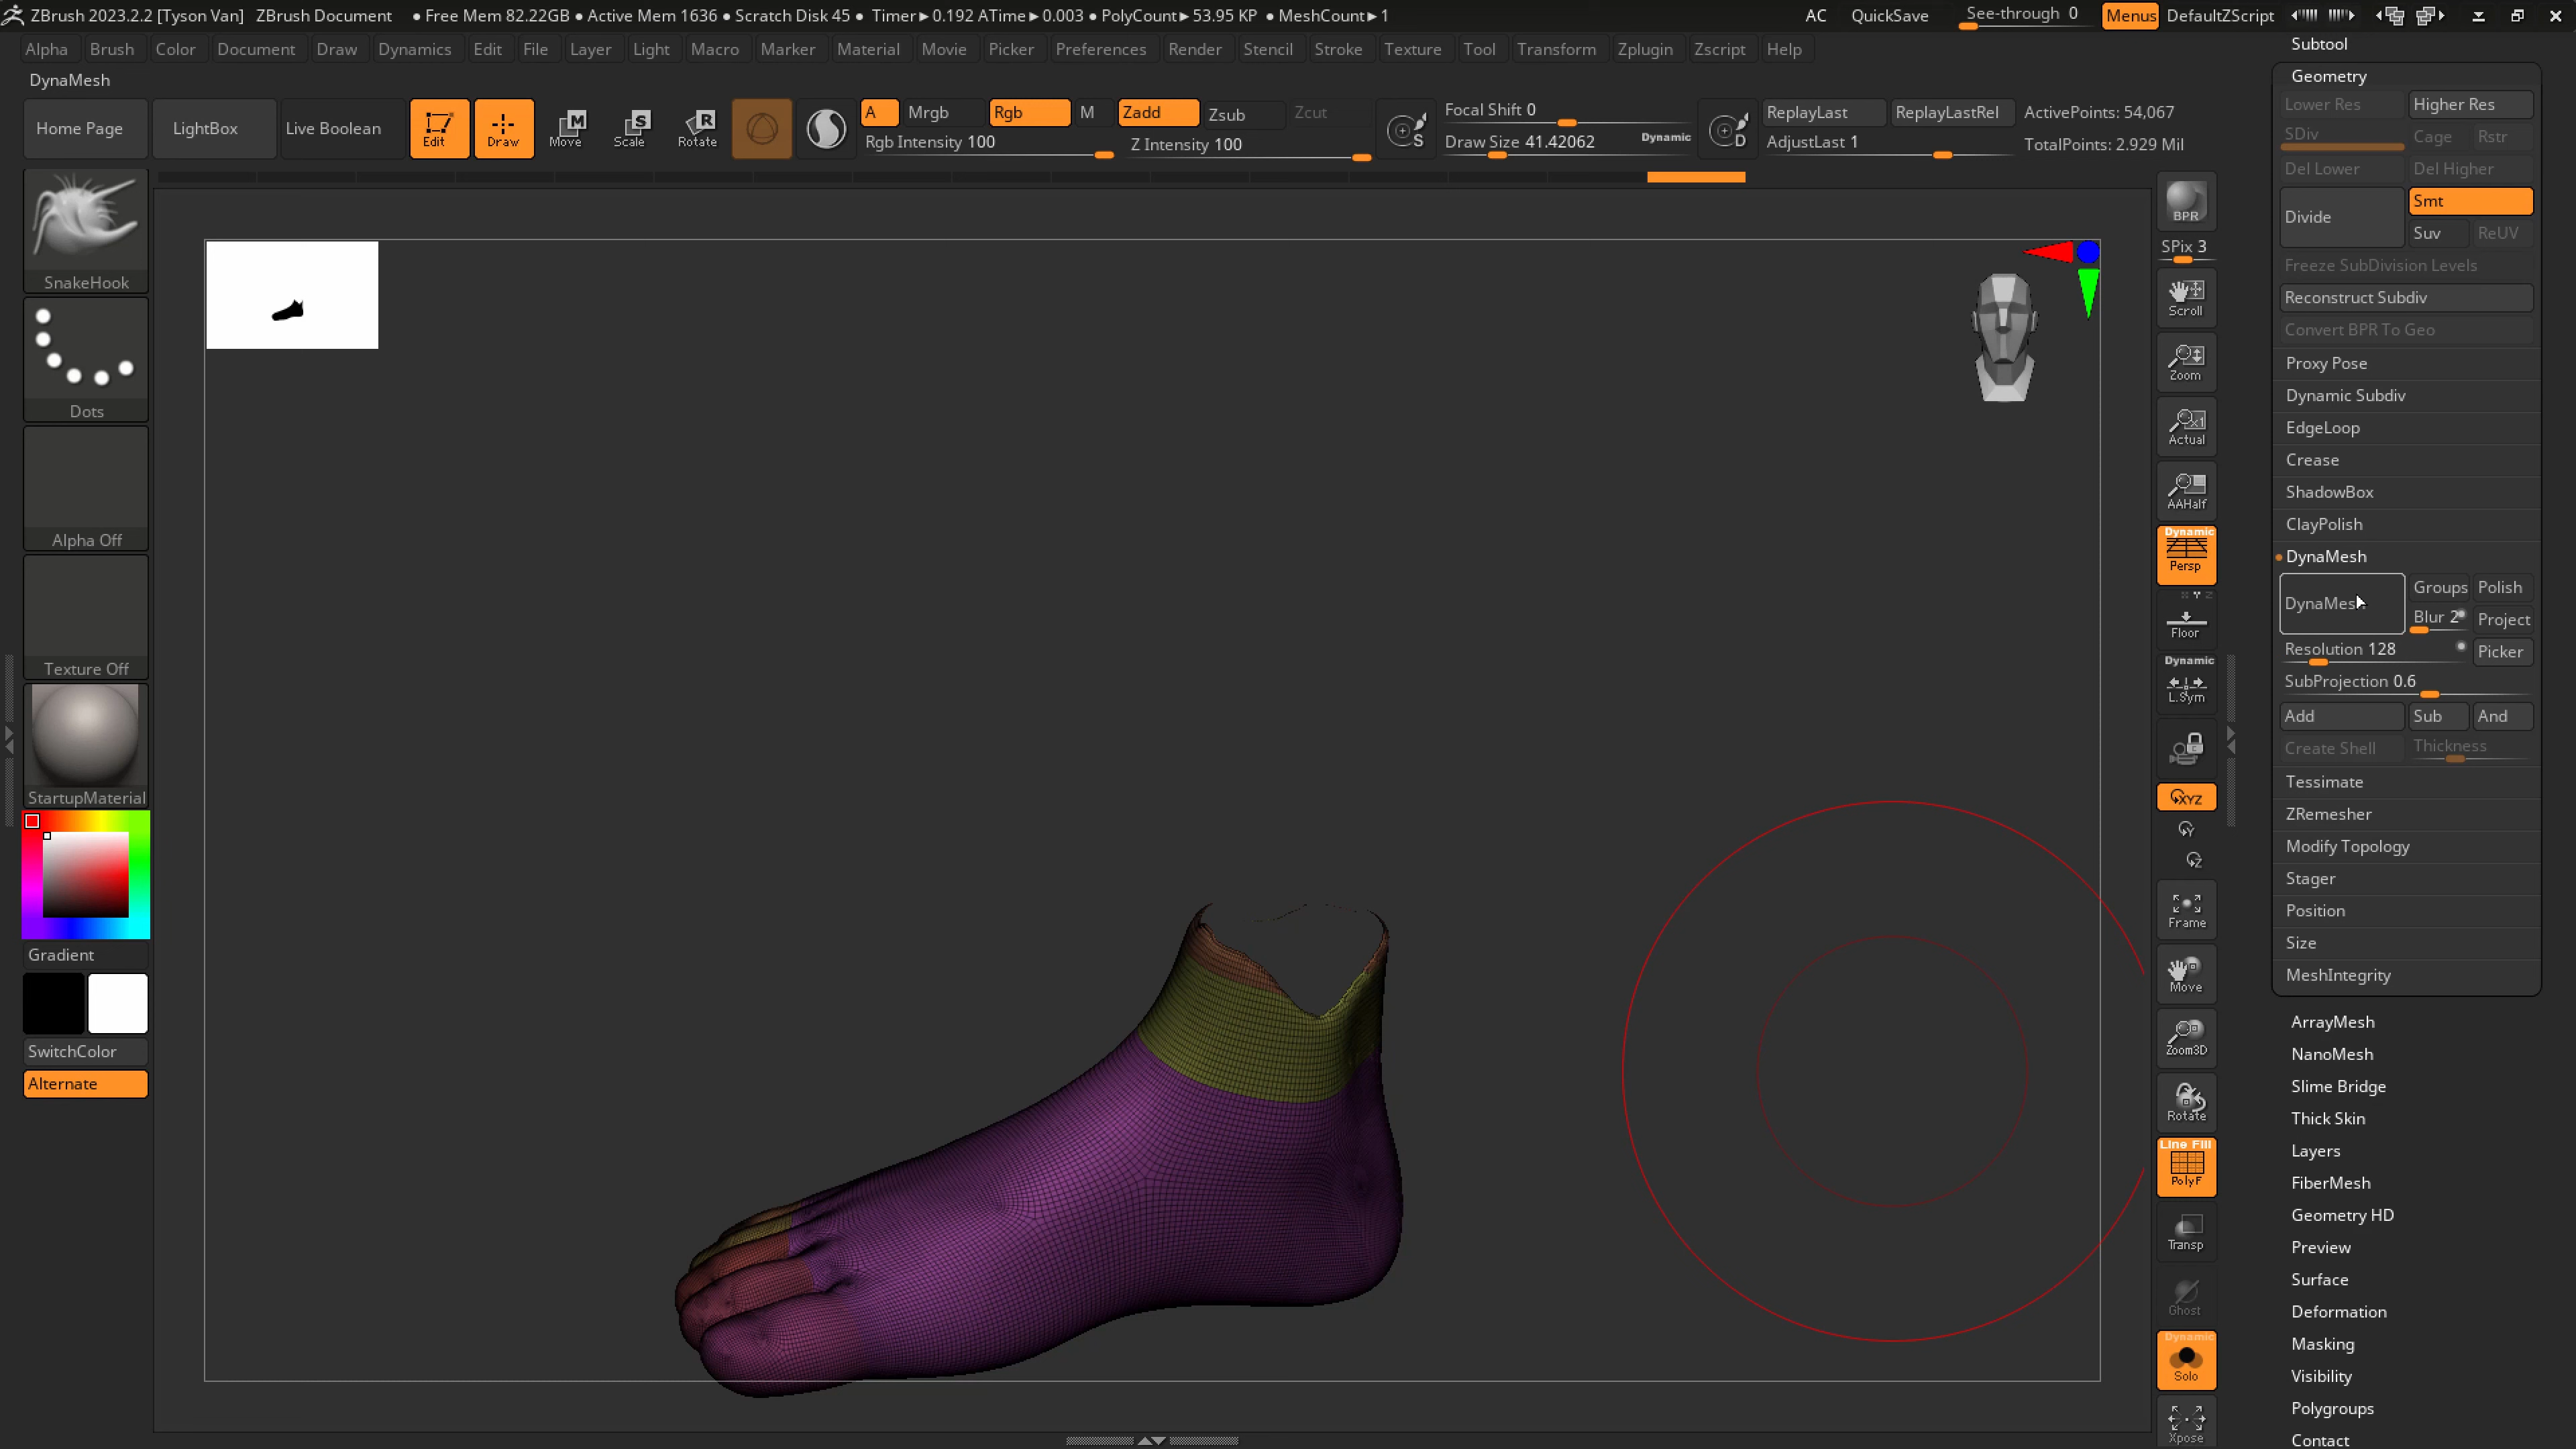 ZBrush 2023.2.2 [Tyson Van] ZBrush Document ● Free Mem 82.22GB ● Active Mem 1636 ● Scratch Disk 45 ● Timer►0.192 ATime►0.003 ● PolyCount►53.95 KP ● MeshCount►1 AC QuickSave See-through 0 Menus DefaultZScript
Alpha Brush Color Document Draw Dynamics Edit File Layer Light Macro Marker Material Movie Picker Preferences Render Stencil Stroke Texture Tool Transform Zplugin Zscript Help
DynaMesh
Home Page LightBox Live Boolean Edit Draw Move Scale Rotate
M S R
A Mrgb Rgb M Zadd Zsub Zcut
Rgb Intensity 100 Z Intensity 100
S Focal Shift 0
Draw Size 41.42062 Dynamic
D ReplayLast ReplayLastRel
AdjustLast 1
ActivePoints: 54,067
TotalPoints: 2.929 Mil
SnakeHook
Dots
Alpha Off
Texture Off
StartupMaterial
Gradient
SwitchColor
Alternate
BPR
SPix 3
Scroll
Zoom
x1
Actual
AAHalf
Dynamic
Persp
Floor
Dynamic
L.Sym
XYZ
Y
Z
Frame
Move
Zoom3D
Rotate
Line Fill
PolyF
Transp
Ghost
Dynamic
Solo
Xpose
Subtool
Geometry
Lower Res Higher Res
SDiv Cage Rstr
Del Lower Del Higher
Divide Smt
Suv ReUV
Freeze SubDivision Levels
Reconstruct Subdiv
Convert BPR To Geo
Proxy Pose
Dynamic Subdiv
EdgeLoop
Crease
ShadowBox
ClayPolish
DynaMesh
DynaMesh Groups Polish
Blur 2 Project
Resolution 128 Picker
SubProjection 0.6
Add Sub And
Create Shell Thickness
Tessimate
ZRemesher
Modify Topology
Stager
Position
Size
MeshIntegrity
ArrayMesh
NanoMesh
Slime Bridge
Thick Skin
Layers
FiberMesh
Geometry HD
Preview
Surface
Deformation
Masking
Visibility
Polygroups
Contact